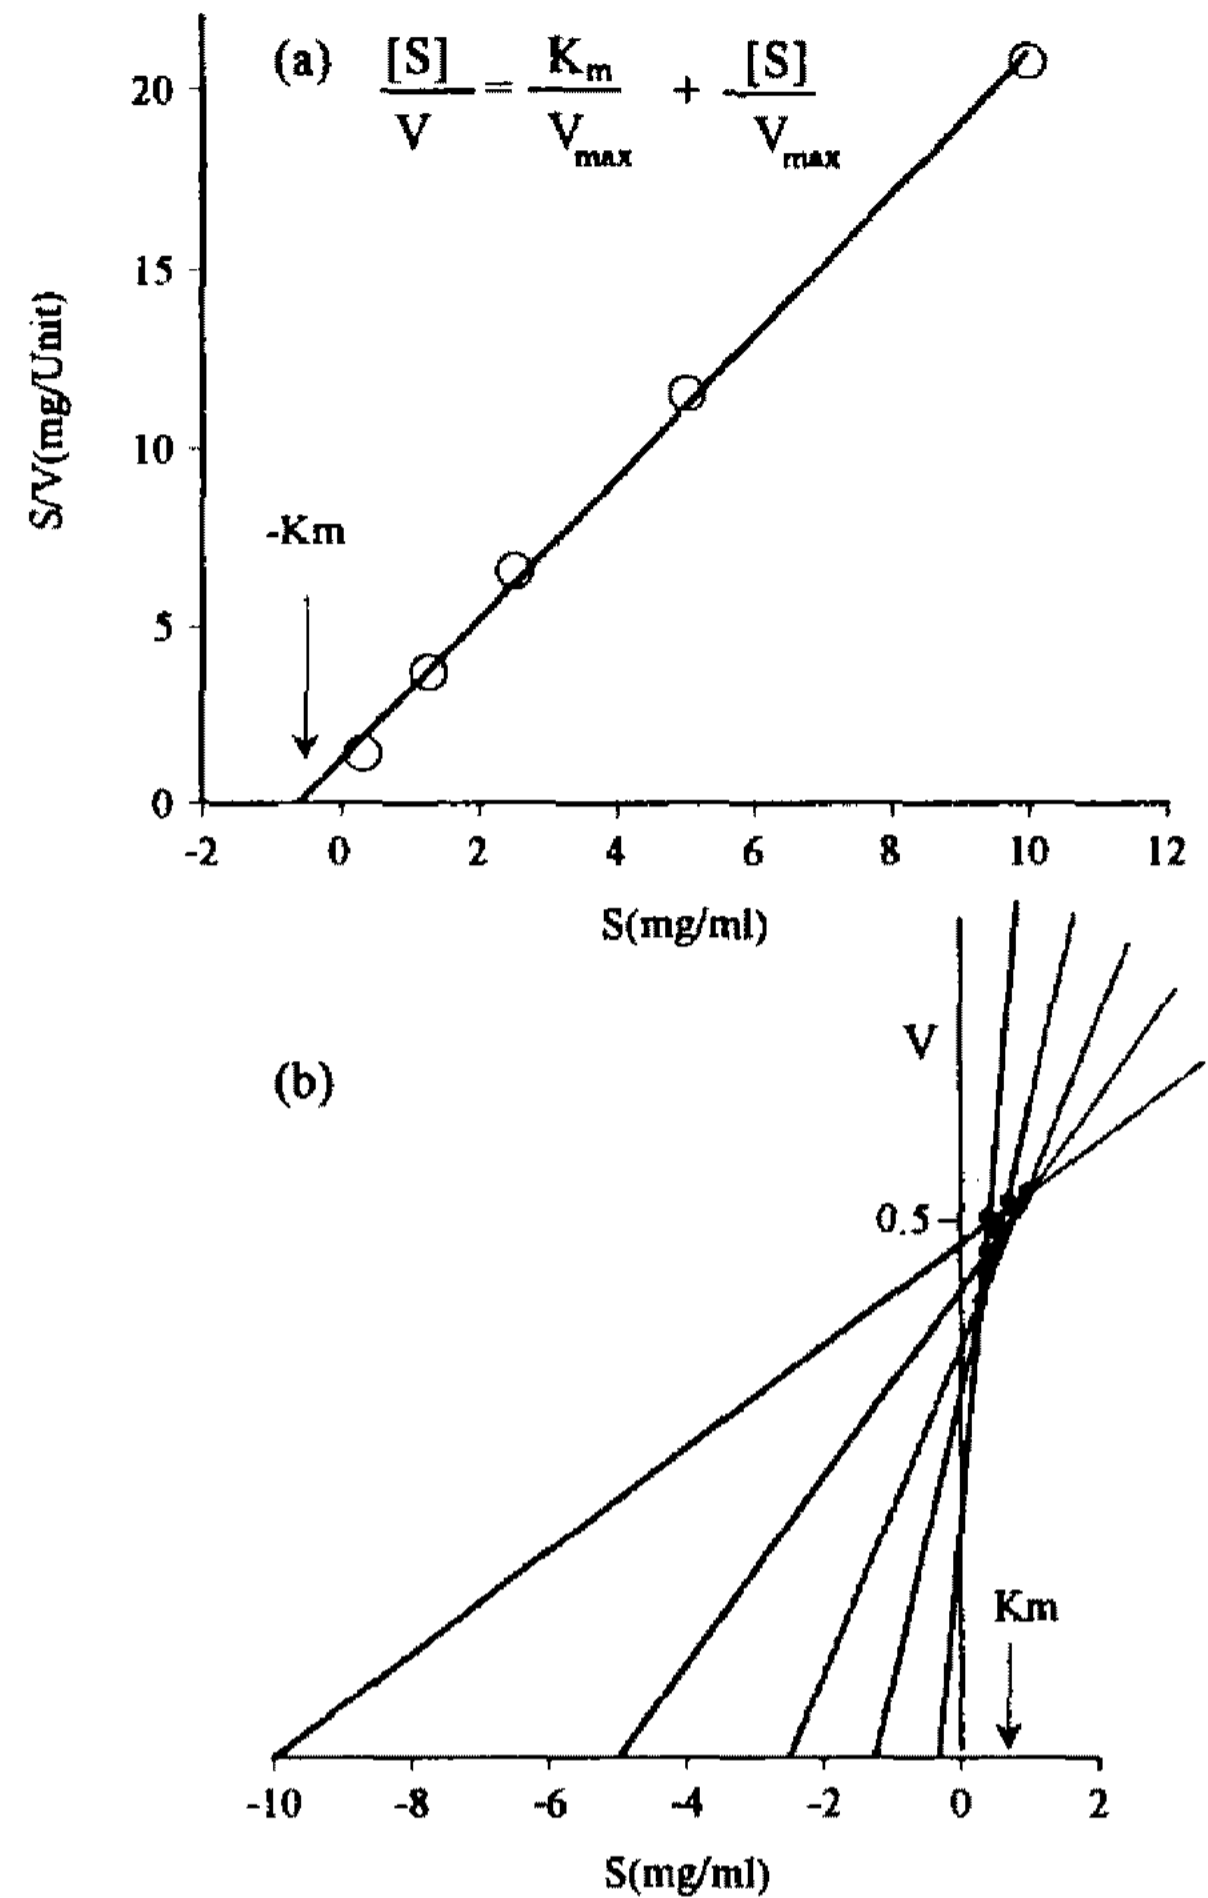 (a) [S]/V = Km/Vmax + [S]/Vmax
20
15
10
5
0
S/V(mg/Unit)
-Km
-2 0 2 4 6 8 10 12
S(mg/ml)
V
(b)
0.5
Km
-10 -8 -6 -4 -2 0 2
S(mg/ml)